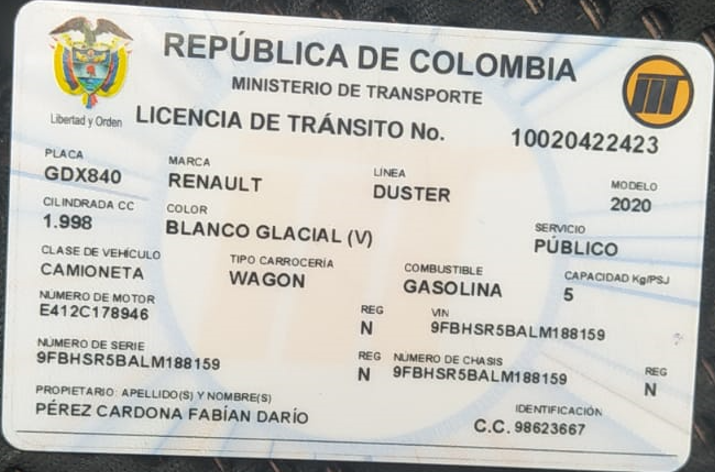 REPÚBLICA DE COLOMBIA
MINISTERIO DE TRANSPORTE
Libertad y Orden
LICENCIA DE TRÁNSITO No. 10020422423
PLACA MARCA LÍNEA MODELO
GDX840 RENAULT DUSTER 2020
CILINDRADA CC COLOR SERVICIO
1.998 BLANCO GLACIAL (V) PÚBLICO
CLASE DE VEHÍCULO TIPO CARROCERÍA COMBUSTIBLE CAPACIDAD Kg/PSJ
CAMIONETA WAGON GASOLINA 5
NÚMERO DE MOTOR REG VIN
E412C178946 N 9FBHSR5BALM188159
NÚMERO DE SERIE REG NÚMERO DE CHASIS REG
9FBHSR5BALM188159 N 9FBHSR5BALM188159 N
PROPIETARIO: APELLIDO(S) Y NOMBRE(S) IDENTIFICACIÓN
PÉREZ CARDONA FABÍAN DARÍO C.C. 98623667